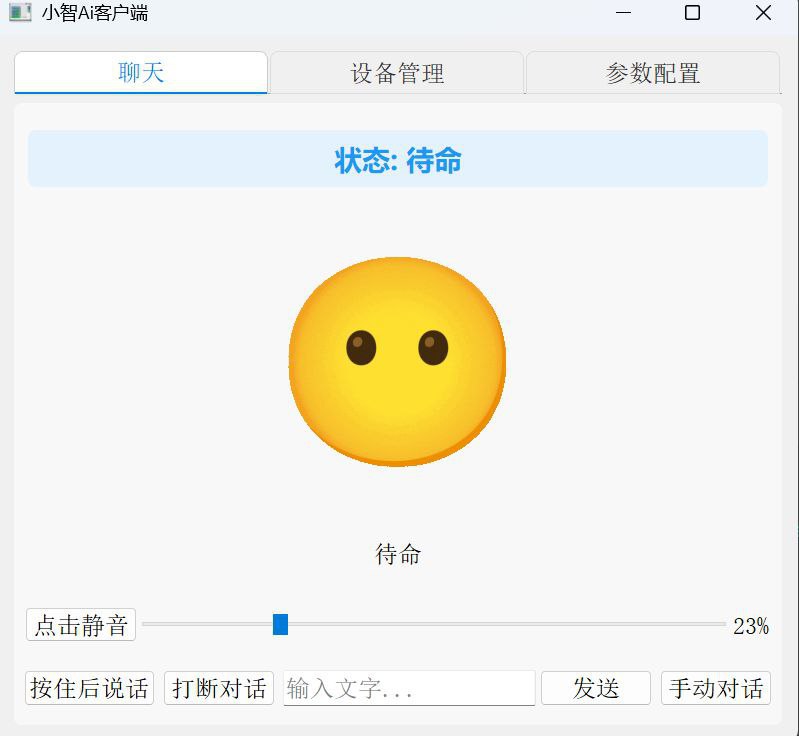 小智Ai客户端
聊天 设备管理 参数配置
状态: 待命
待命
点击静音 23%
按住后说话 打断对话 输入文字... 发送 手动对话